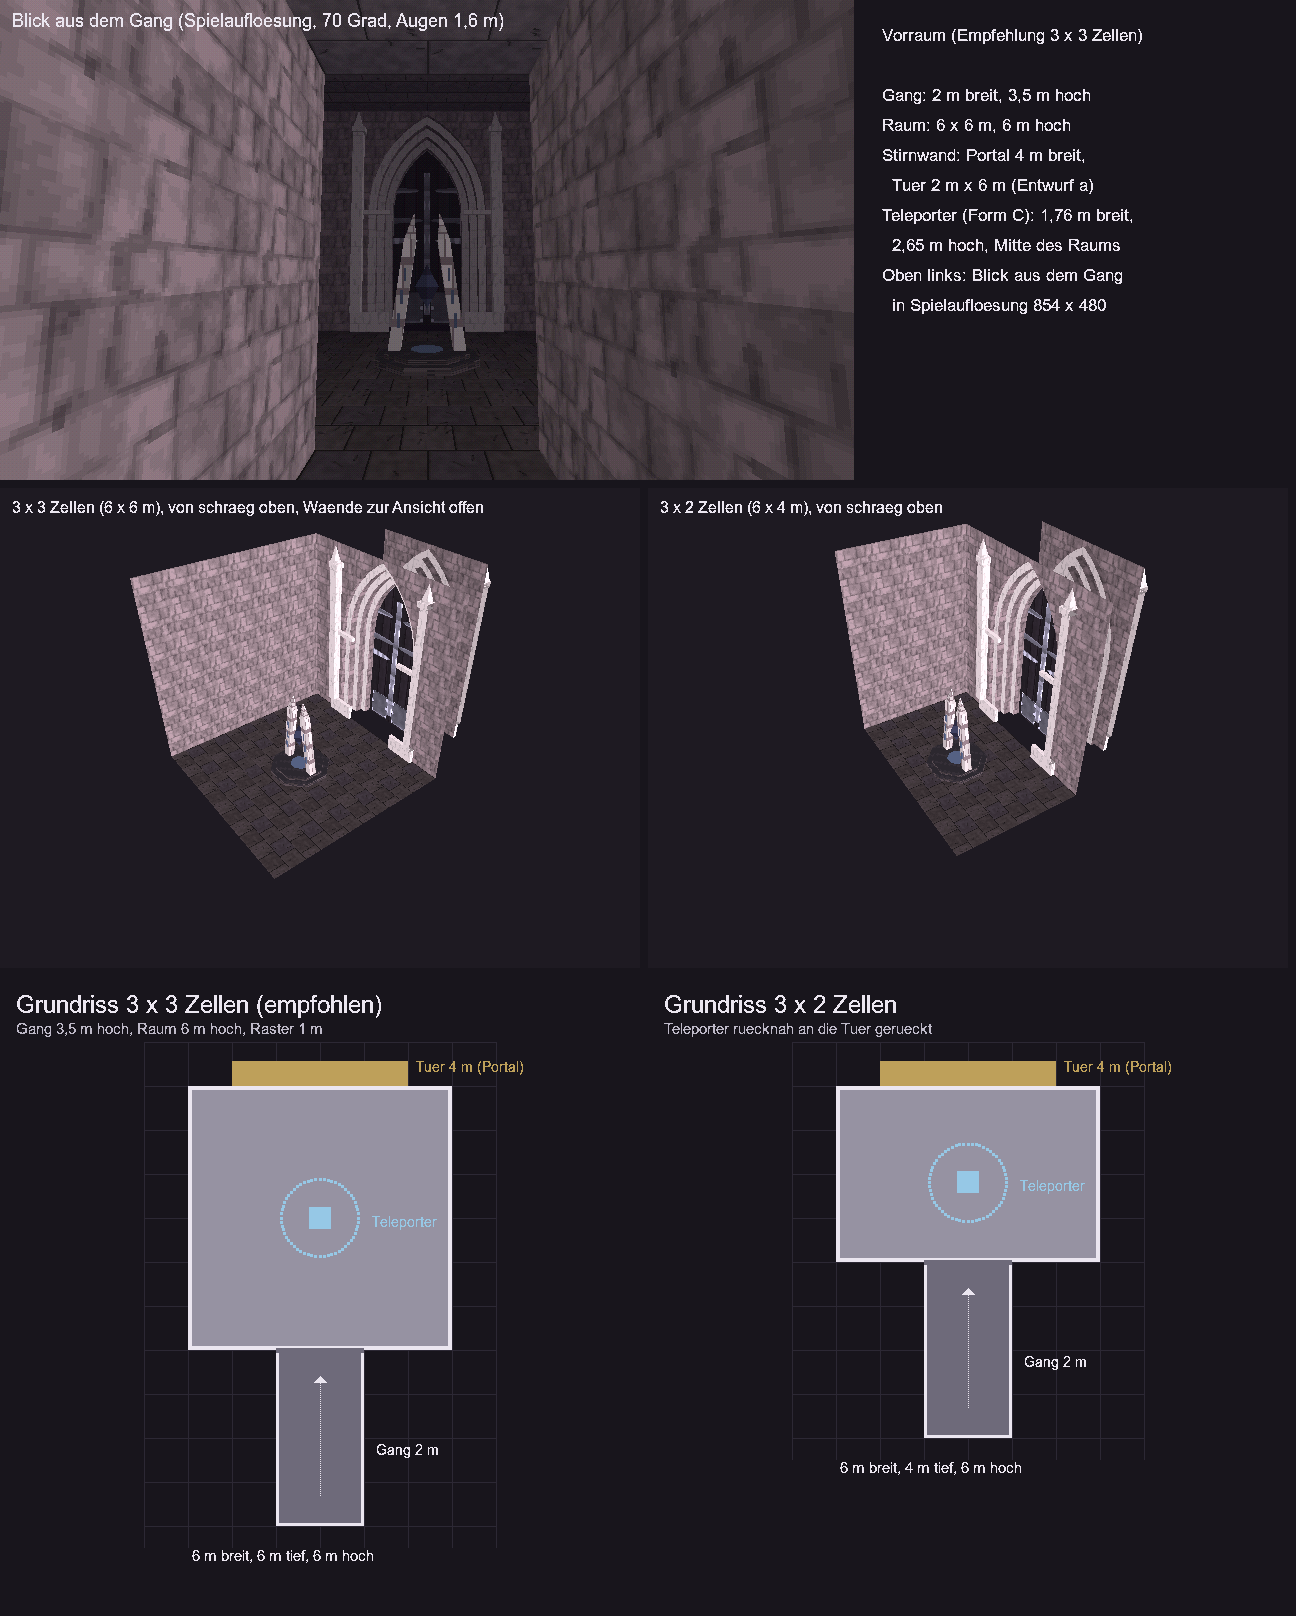 Blick aus dem Gang (Spielaufloesung, 70 Grad, Augen 1,6 m)
Vorraum (Empfehlung 3 x 3 Zellen)
Gang: 2 m breit, 3,5 m hoch
Raum: 6 x 6 m, 6 m hoch
Stirnwand: Portal 4 m breit,
Tuer 2 m x 6 m (Entwurf a)
Teleporter (Form C): 1,76 m breit,
2,65 m hoch, Mitte des Raums
Oben links: Blick aus dem Gang
in Spielaufloesung 854 x 480
3 x 3 Zellen (6 x 6 m), von schraeg oben, Waende zur Ansicht offen
3 x 2 Zellen (6 x 4 m), von schraeg oben
Grundriss 3 x 3 Zellen (empfohlen)
Gang 3,5 m hoch, Raum 6 m hoch, Raster 1 m
Tuer 4 m (Portal)
Teleporter
Gang 2 m
6 m breit, 6 m tief, 6 m hoch
Grundriss 3 x 2 Zellen
Teleporter ruecknah an die Tuer gerueckt
Tuer 4 m (Portal)
Teleporter
Gang 2 m
6 m breit, 4 m tief, 6 m hoch